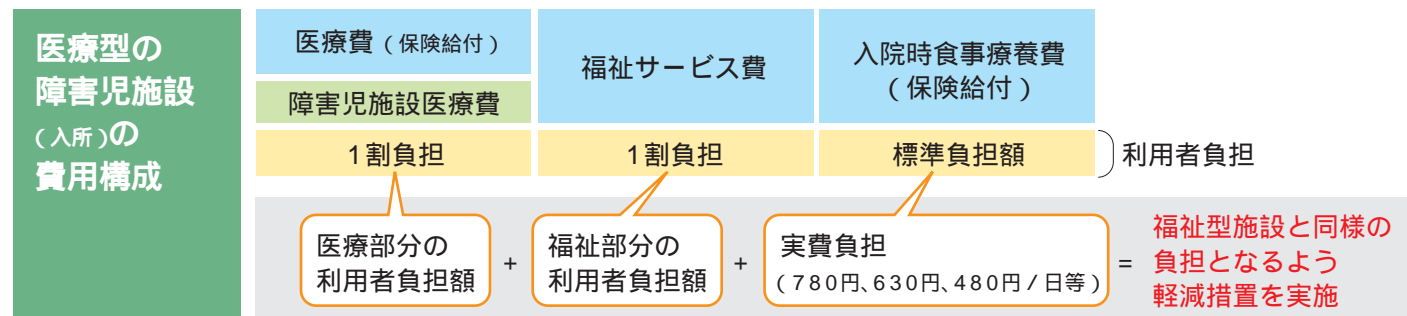 医療型の
障害児施設
(入所)の
費用構成
医療費(保険給付)
障害児施設医療費
1割負担
福祉サービス費
1割負担
入院時食事療養費
(保険給付)
標準負担額
利用者負担
医療部分の
利用者負担額
+
福祉部分の
利用者負担額
+
実費負担
(780円、630円、480円/日等)
=
福祉型施設と同様の
負担となるよう
軽減措置を実施